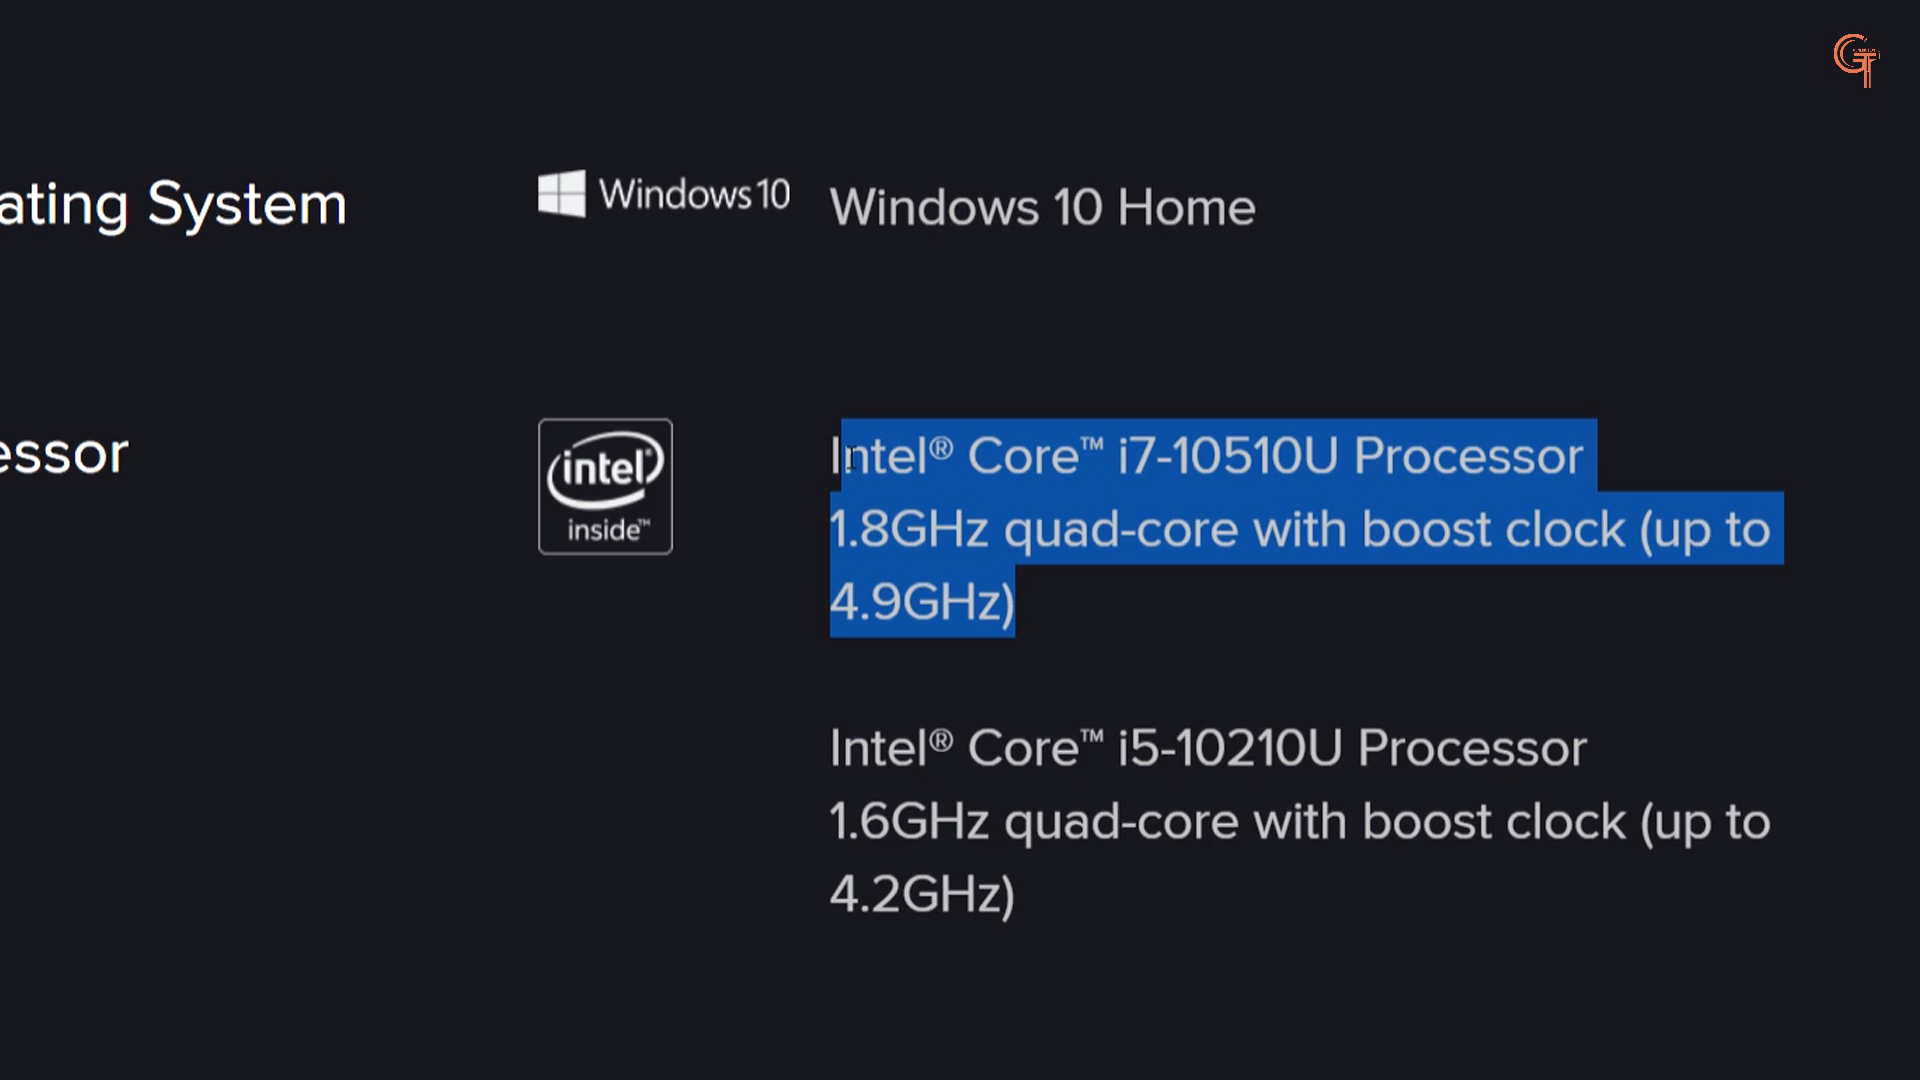 GT
ating System
Windows 10
Windows 10 Home
essor
intel®
inside™
Intel® Core™ i7-10510U Processor
1.8GHz quad-core with boost clock (up to
4.9GHz)
Intel® Core™ i5-10210U Processor
1.6GHz quad-core with boost clock (up to
4.2GHz)